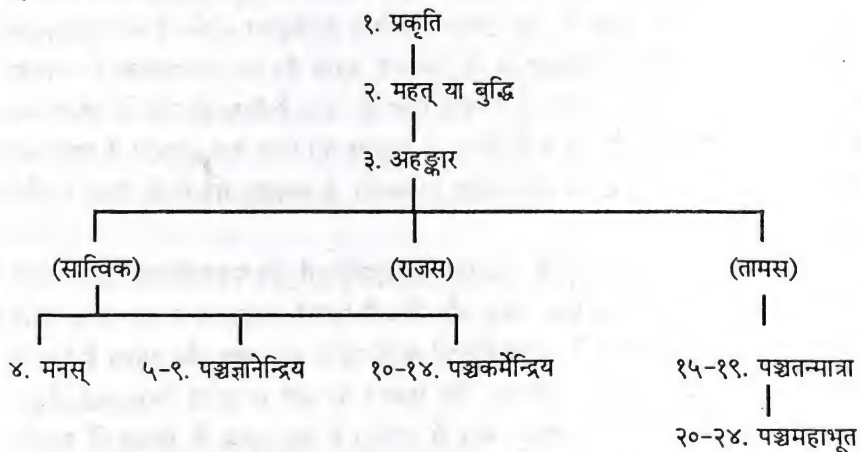 १. प्रकृति
२. महत् या बुद्धि
३. अहङ्कार
(सात्विक) (राजस) (तामस)
४. मनस् ५-९. पञ्चज्ञानेन्द्रिय १०-१४. पञ्चकर्मेन्द्रिय १५-१९. पञ्चतन्मात्रा
२०-२४. पञ्चमहाभूत